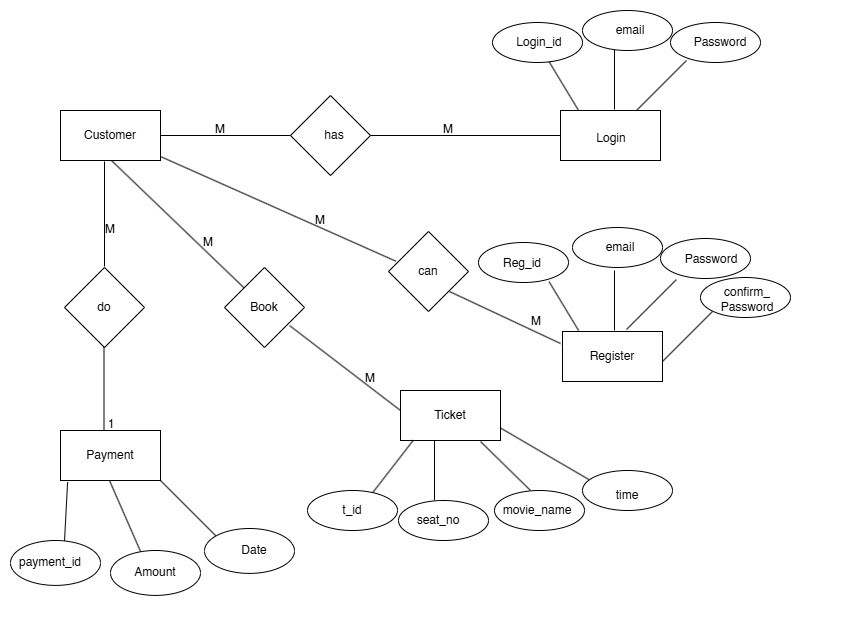 email
Login_id
Password
Customer
M
has
M
Login
M
M
M
email
Password
Reg_id
can
confirm_
Password
do
Book
M
Register
M
Ticket
1
Payment
time
t_id
seat_no
movie_name
Date
payment_id
Amount